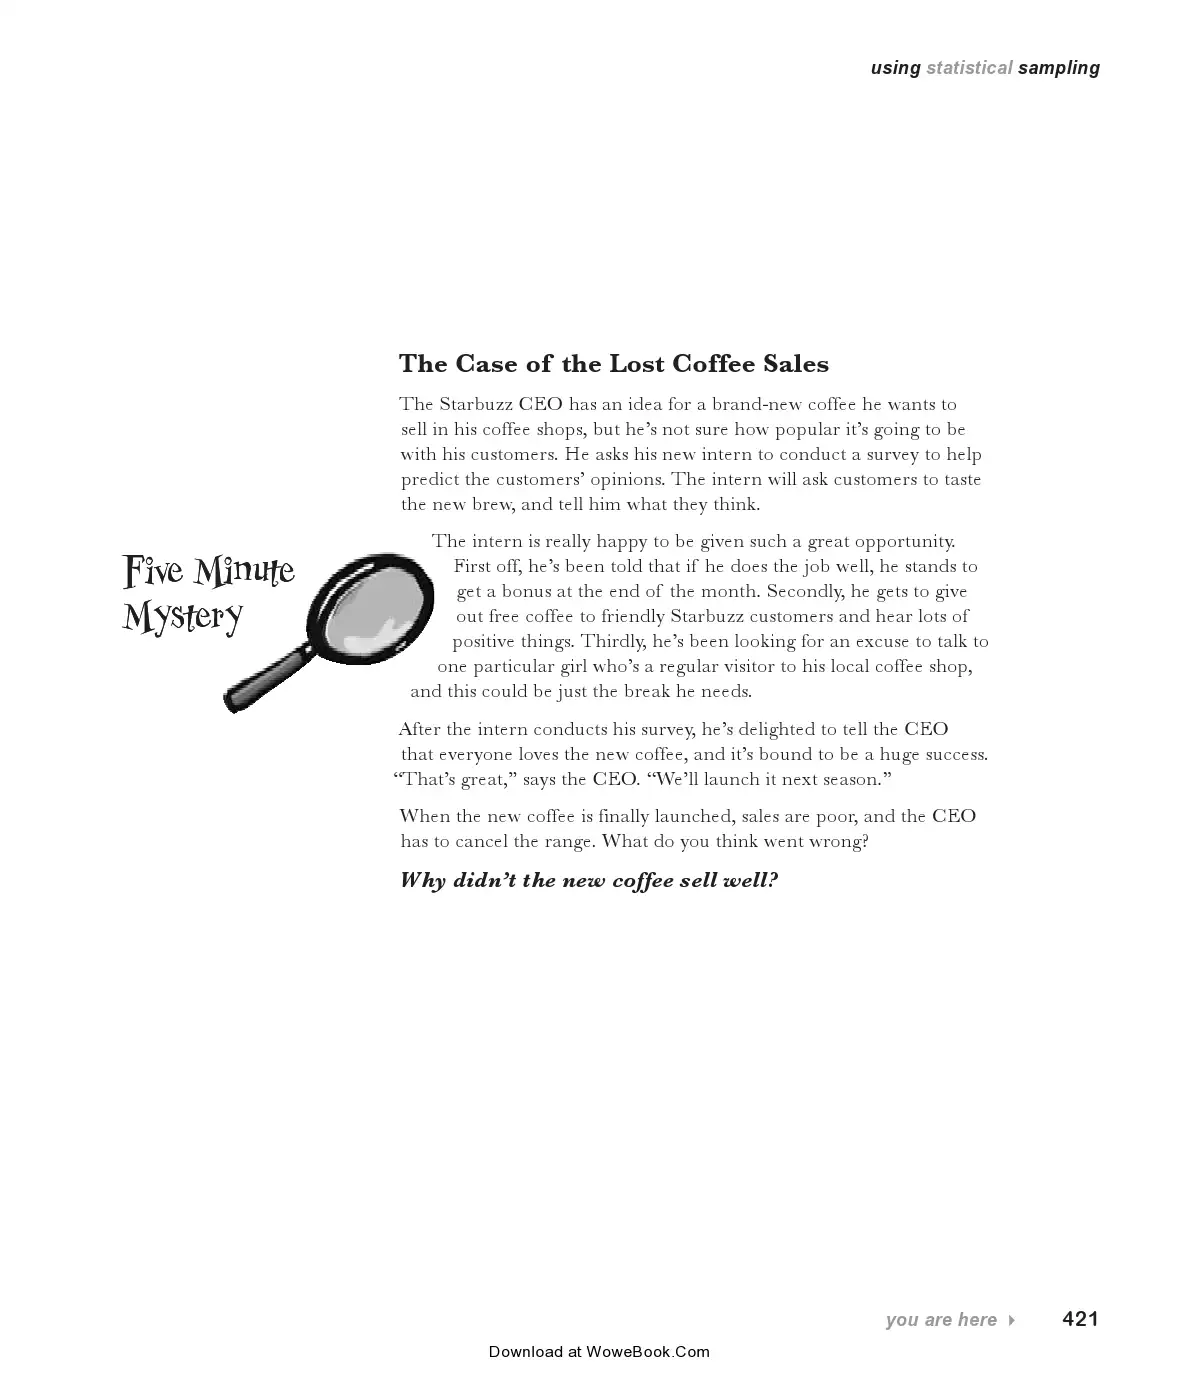 using statistical sampling
The Case of the Lost Coffee Sales
The Starbuzz CEO has an idea for a brand-new coffee he wants to
sell in his coffee shops, but he’s not sure how popular it’s going to be
with his customers. He asks his new intern to conduct a survey to help
predict the customers’ opinions. The intern will ask customers to taste
the new brew, and tell him what they think.
Five Minute
Mystery
The intern is really happy to be given such a great opportunity.
First off, he’s been told that if he does the job well, he stands to
get a bonus at the end of the month. Secondly, he gets to give
out free coffee to friendly Starbuzz customers and hear lots of
positive things. Thirdly, he’s been looking for an excuse to talk to
one particular girl who’s a regular visitor to his local coffee shop,
and this could be just the break he needs.
After the intern conducts his survey, he’s delighted to tell the CEO
that everyone loves the new coffee, and it’s bound to be a huge success.
“That’s great,” says the CEO. “We’ll launch it next season.”
When the new coffee is finally launched, sales are poor, and the CEO
has to cancel the range. What do you think went wrong?
Why didn’t the new coffee sell well?
you are here 421
Download at WoweBook.Com